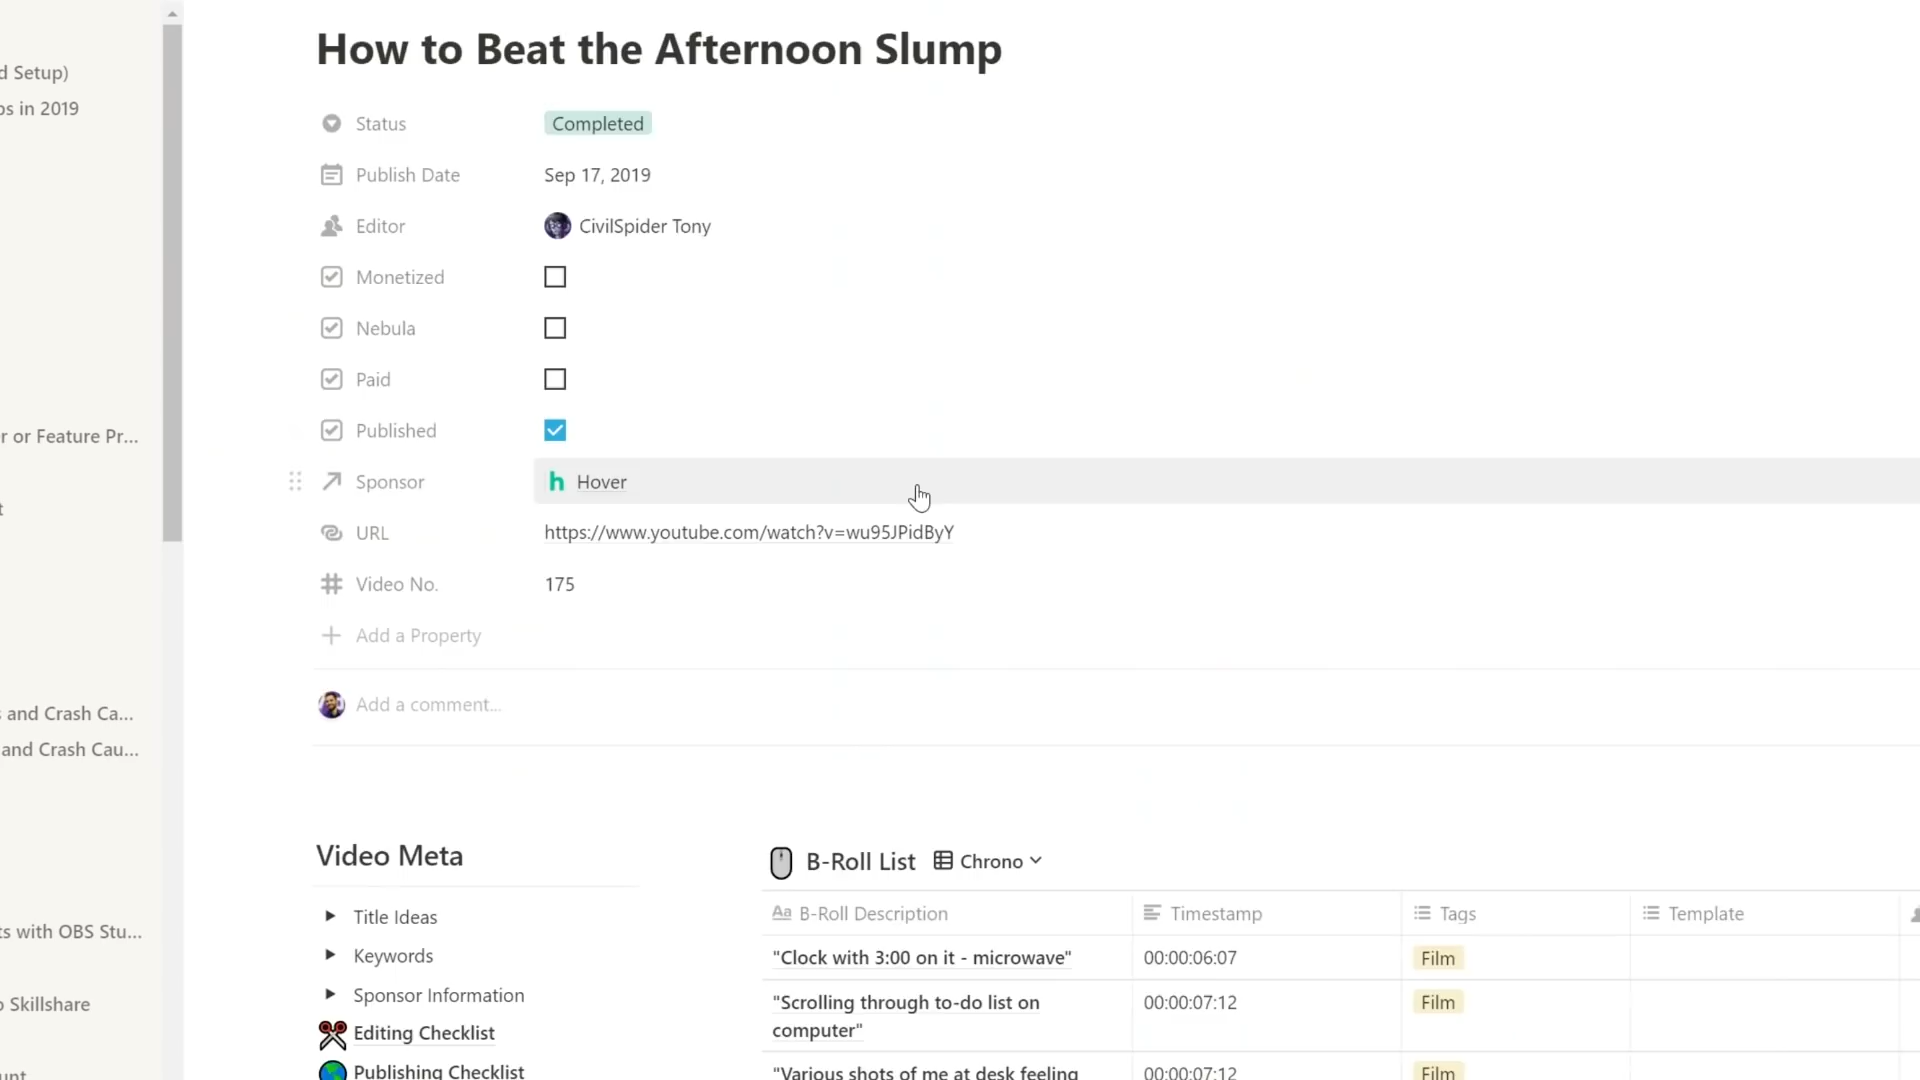 How to Beat the Afternoon Slump
d Setup)
os in 2019
Status Completed
Publish Date Sep 17, 2019
Editor CivilSpider Tony
Monetized
Nebula
Paid
Published
r or Feature Pr...
Sponsor h Hover
t
URL https://www.youtube.com/watch?v=wu95JPidByY
Video No. 175
Add a Property
Add a comment...
s and Crash Ca...
and Crash Cau...
ts with OBS Stu...
o Skillshare
unt
Video Meta
Title Ideas
Keywords
Sponsor Information
Editing Checklist
Publishing Checklist
B-Roll List Chrono
Aa B-Roll Description Timestamp Tags Template
"Clock with 3:00 on it - microwave" 00:00:06:07 Film
"Scrolling through to-do list on 00:00:07:12 Film
computer"
"Various shots of me at desk feeling 00:00:07:12 Film